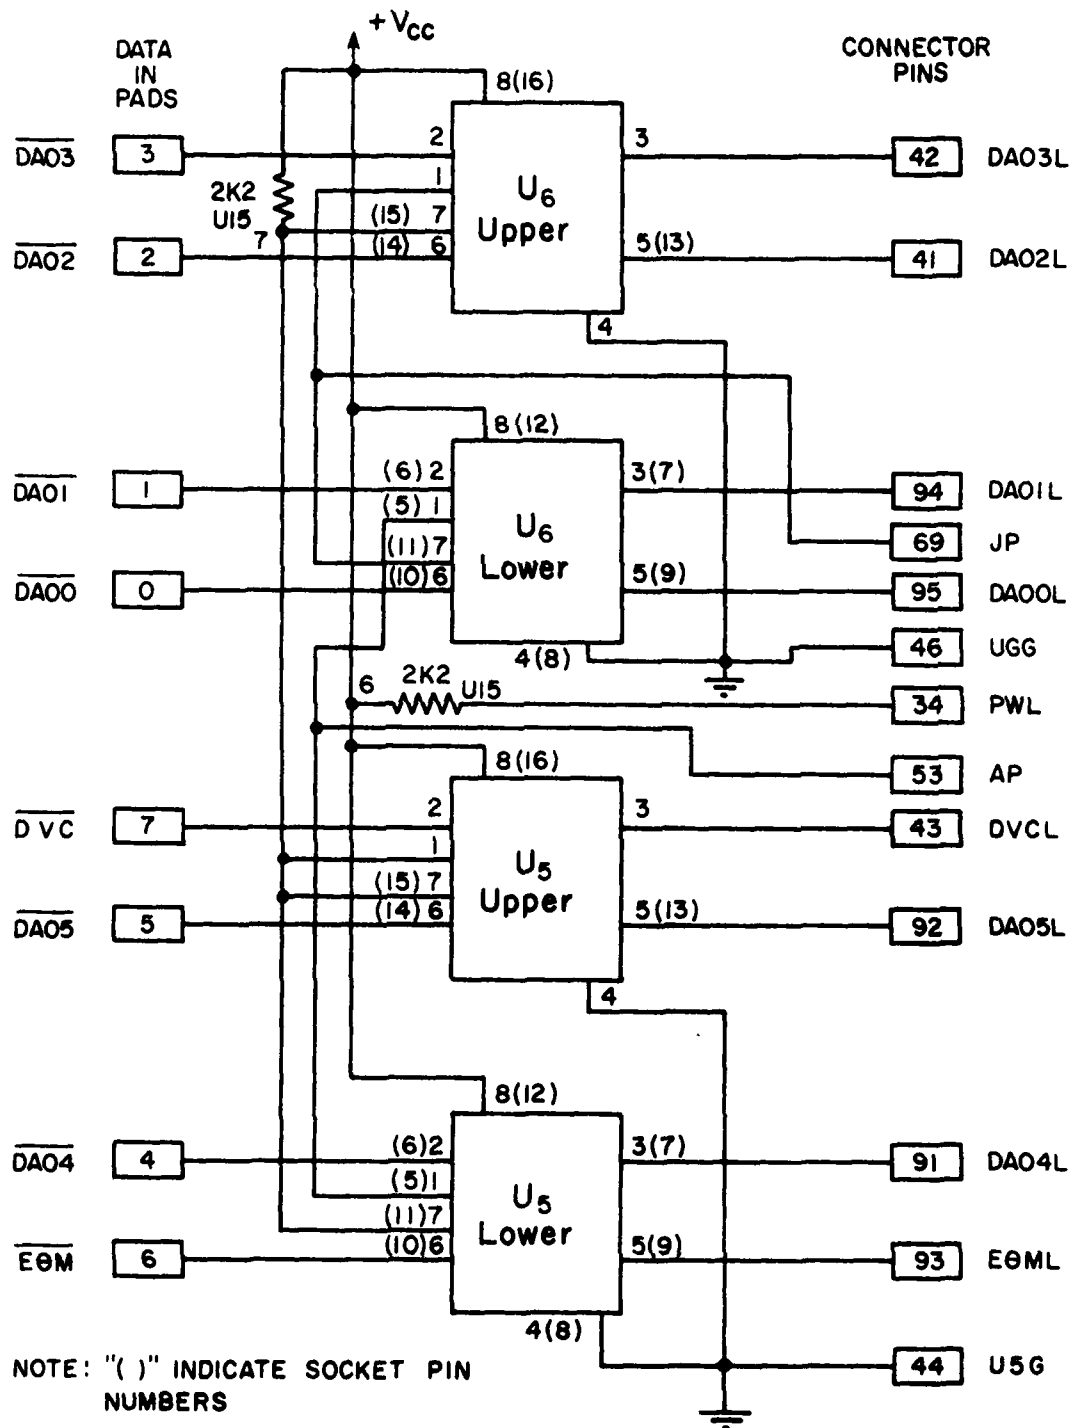 +VCC
DATA
IN
PADS
CONNECTOR
PINS
8(16)
DA03 3 2 3 42 DA03L
1
2K2
U15
U6
Upper
(15) 7
7
DA02 2 (14) 6 5(13) 41 DA02L
4
8(12)
DA01 1 (6) 2 3(7) 94 DA01L
(5) 1
U6
Lower
(11) 7 69 JP
DA00 0 (10) 6 5(9) 95 DA00L
4(8) 46 UGG
6 2K2 U15 34 PWL
8(16) 53 AP
DVC 7 2 3 43 DVCL
1
U5
Upper
(15) 7
DA05 5 (14) 6 5(13) 92 DA05L
4
8(12)
DA04 4 (6) 2 3(7) 91 DA04L
(5) 1
U5
Lower
(11) 7
EθM 6 (10) 6 5(9) 93 EθML
4(8)
44 U5G
NOTE: "( )" INDICATE SOCKET PIN
NUMBERS